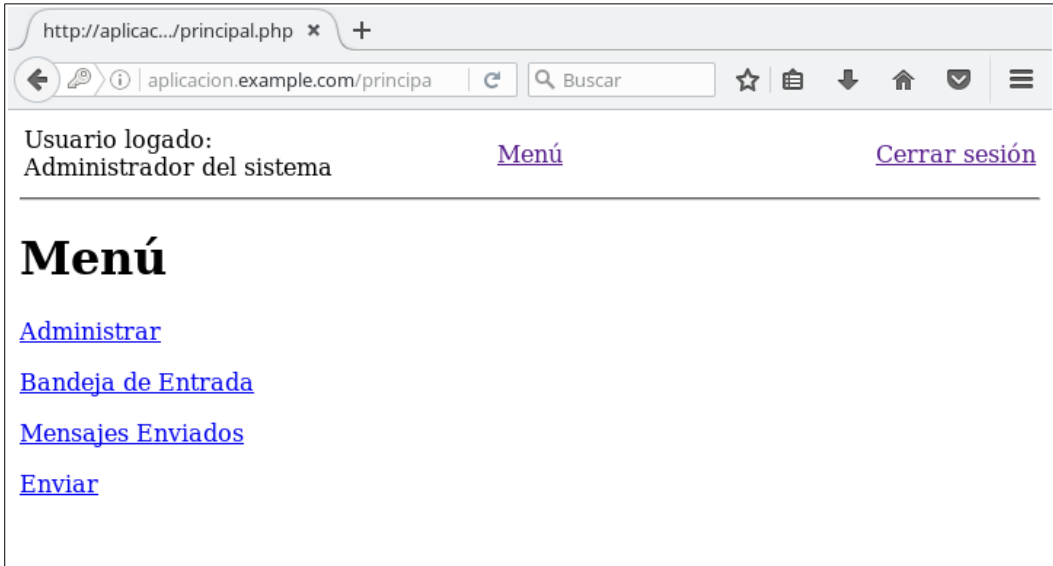 http://aplicac.../principal.php
aplicacion.example.com/principa
Buscar
Usuario logado:
Administrador del sistema
Menú
Cerrar sesión
Menú
Administrar
Bandeja de Entrada
Mensajes Enviados
Enviar